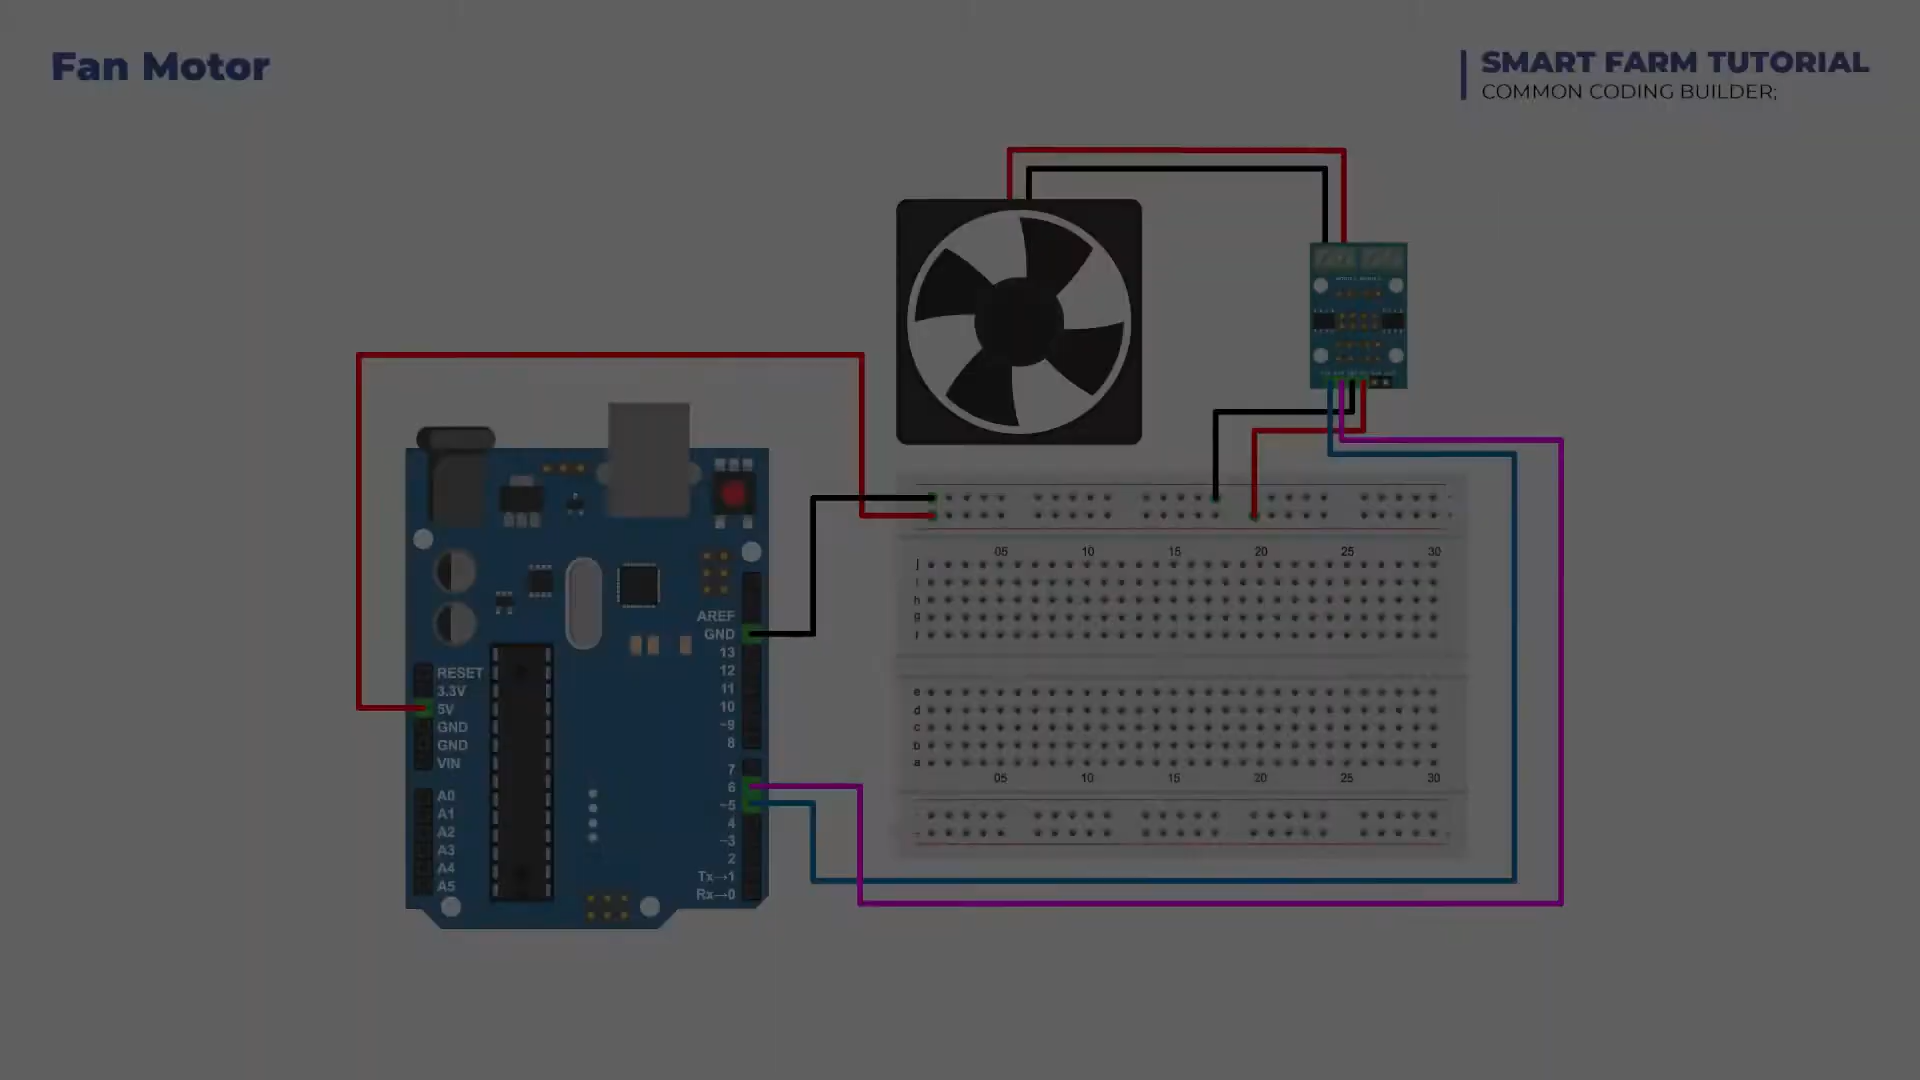 Fan Motor
SMART FARM TUTORIAL
COMMON CODING BUILDER;
AREF
GND
13
12
11
10
~9
8
7
6
~5
4
~3
2
Tx→1
Rx→0
RESET
3.3V
5V
GND
GND
VIN
A0
A1
A2
A3
A4
A5
05 10 15 20 25 30
j
i
h
g
f
e
d
c
b
a
05 10 15 20 25 30